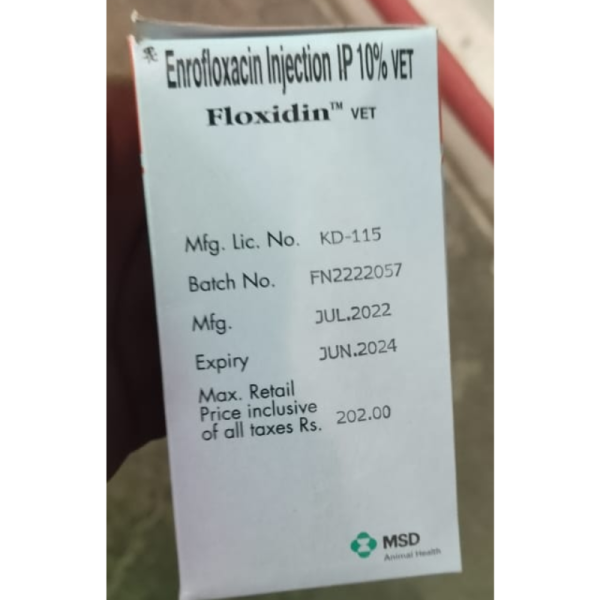 Enrofloxacin Injection IP 10% VET
Floxidin™ VET
Mfg. Lic. No. KD-115
Batch No. FN2222057
Mfg. JUL.2022
Expiry JUN.2024
Max. Retail
Price inclusive
of all taxes Rs. 202.00
MSD
Animal Health